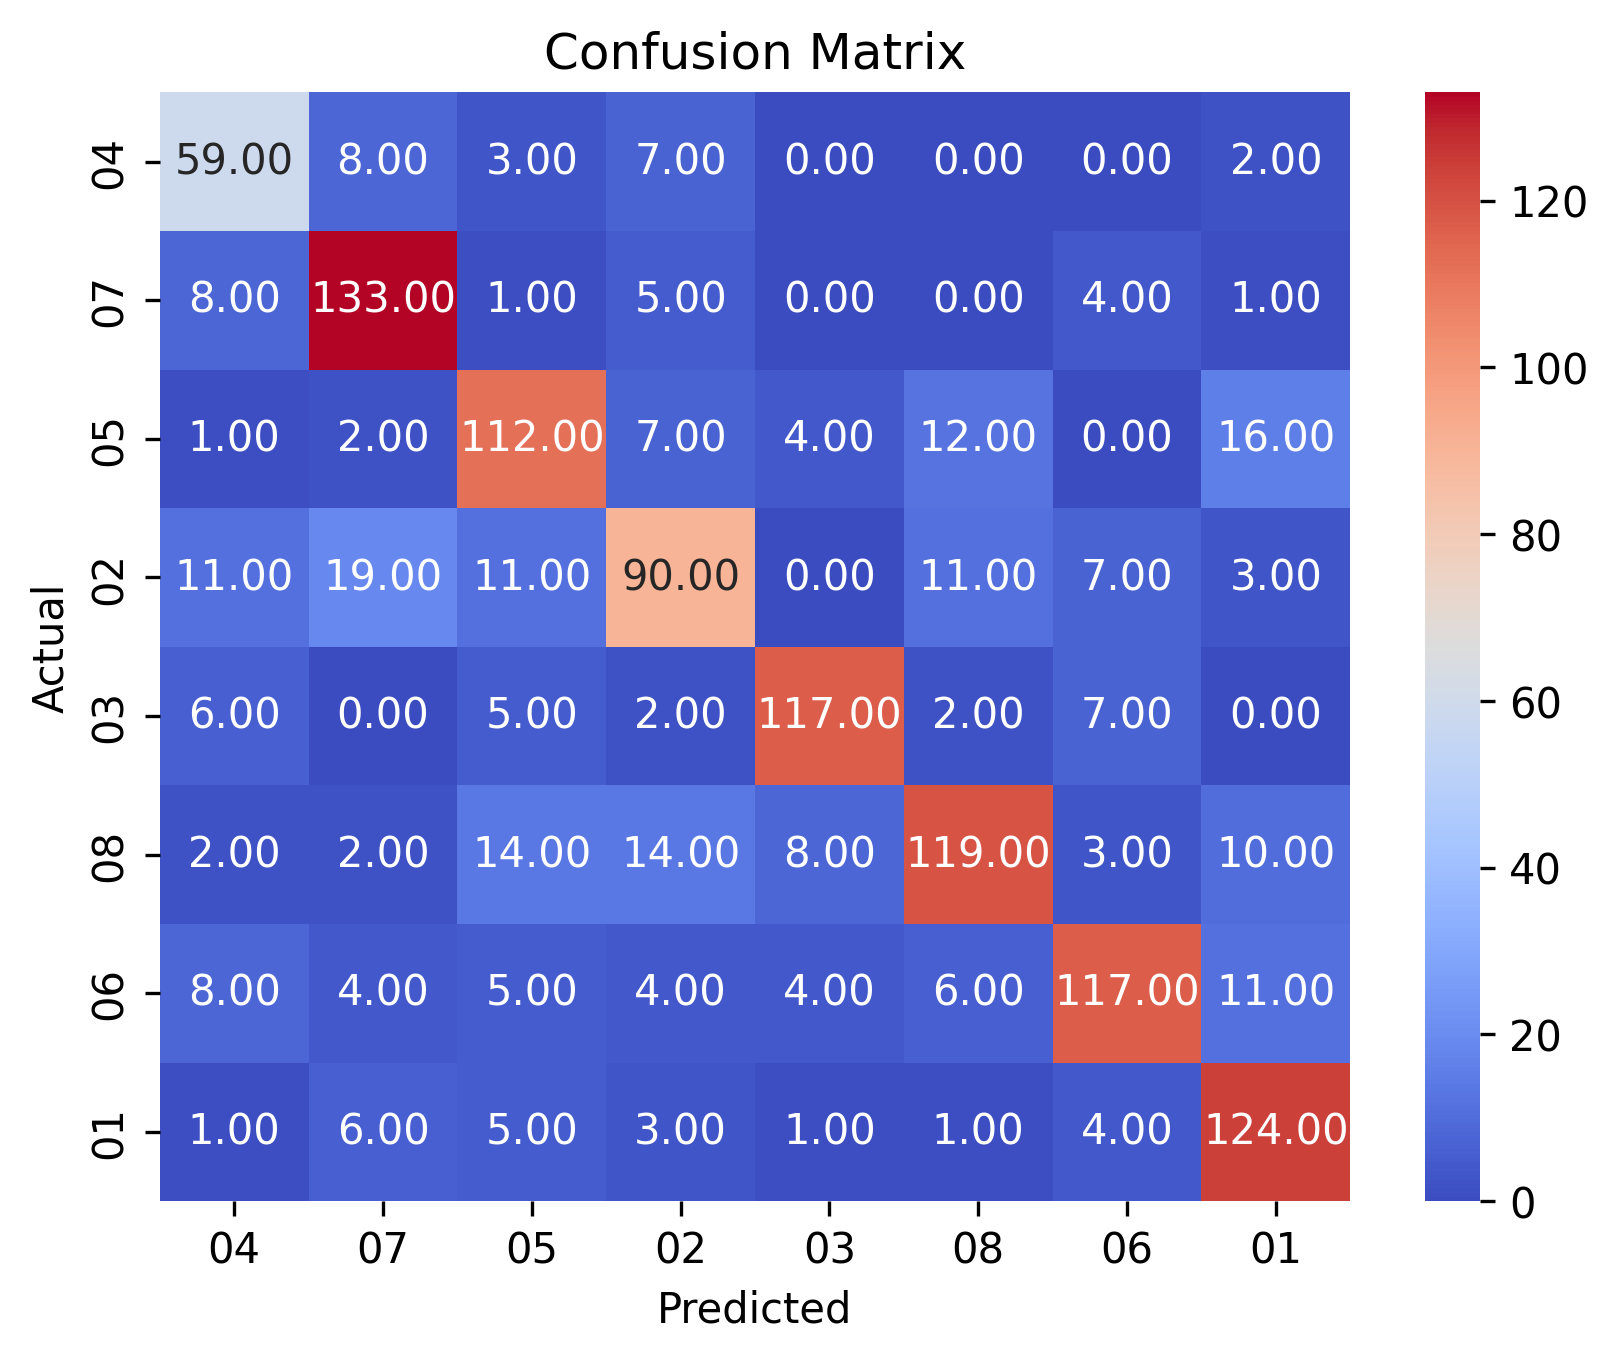 Confusion Matrix
04 59.00 8.00 3.00 7.00 0.00 0.00 0.00 2.00
07 8.00 133.00 1.00 5.00 0.00 0.00 4.00 1.00
05 1.00 2.00 112.00 7.00 4.00 12.00 0.00 16.00
02 11.00 19.00 11.00 90.00 0.00 11.00 7.00 3.00
03 6.00 0.00 5.00 2.00 117.00 2.00 7.00 0.00
08 2.00 2.00 14.00 14.00 8.00 119.00 3.00 10.00
06 8.00 4.00 5.00 4.00 4.00 6.00 117.00 11.00
01 1.00 6.00 5.00 3.00 1.00 1.00 4.00 124.00
04 07 05 02 03 08 06 01
Predicted
Actual
120
100
80
60
40
20
0